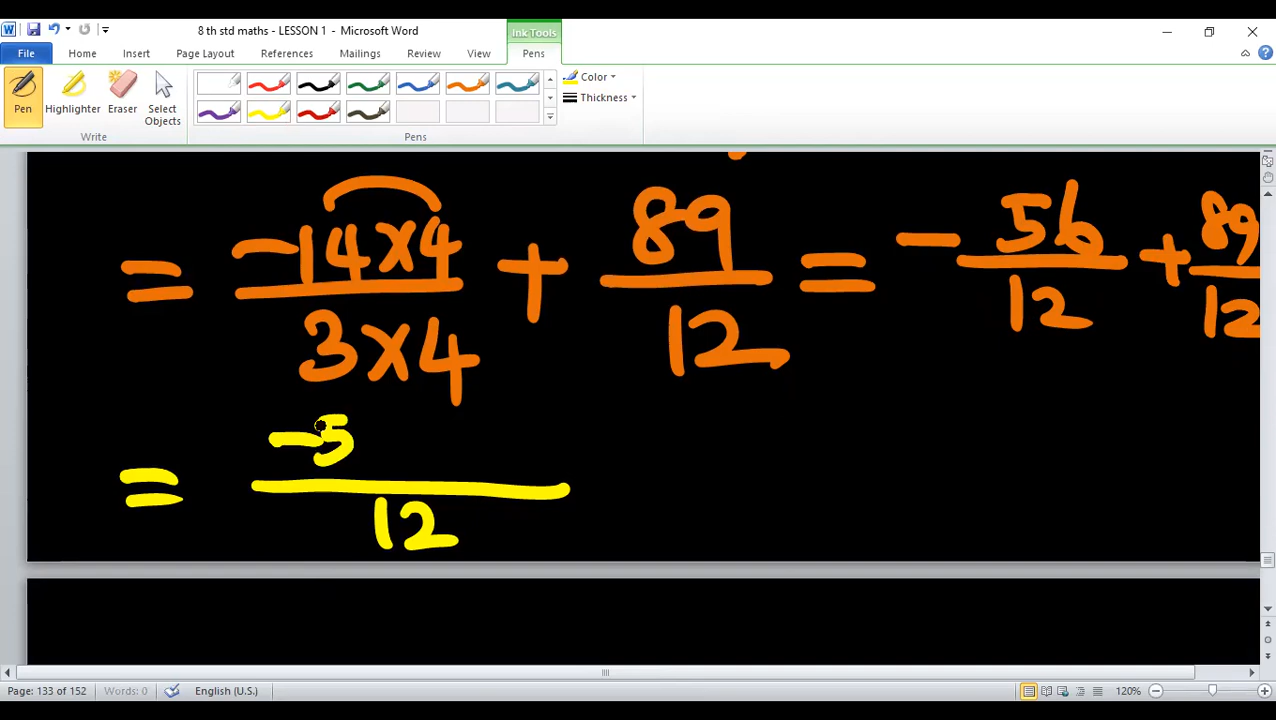 8 th std maths - LESSON 1 - Microsoft Word
Ink Tools
File Home Insert Page Layout References Mailings Review View Pens
Pen Highlighter Eraser Select Objects
Color
Thickness
Write Pens
= -14×4/3×4 + 89/12 = -56/12 + 89/12
= -5/12
Page: 133 of 152 Words: 0 English (U.S.) 120%